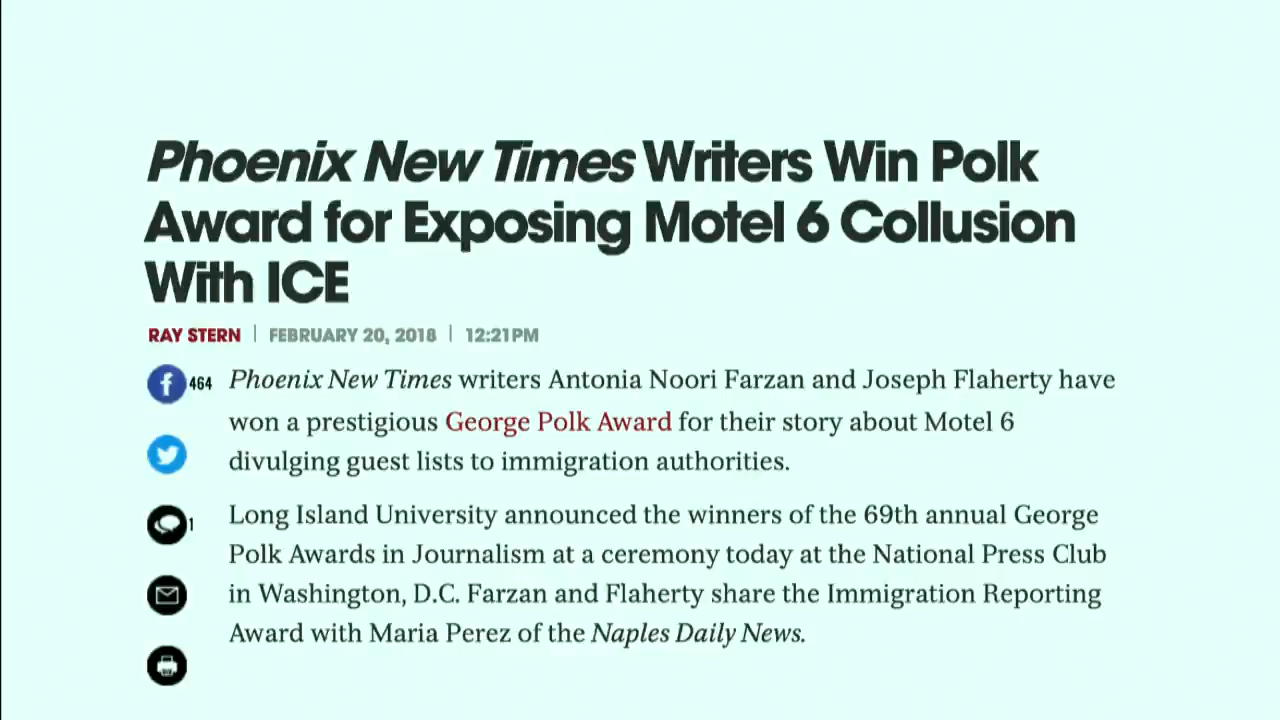 Phoenix New Times Writers Win Polk
Award for Exposing Motel 6 Collusion
With ICE
RAY STERN | FEBRUARY 20, 2018 | 12:21PM
464
Phoenix New Times writers Antonia Noori Farzan and Joseph Flaherty have
won a prestigious George Polk Award for their story about Motel 6
divulging guest lists to immigration authorities.
1
Long Island University announced the winners of the 69th annual George
Polk Awards in Journalism at a ceremony today at the National Press Club
in Washington, D.C. Farzan and Flaherty share the Immigration Reporting
Award with Maria Perez of the Naples Daily News.